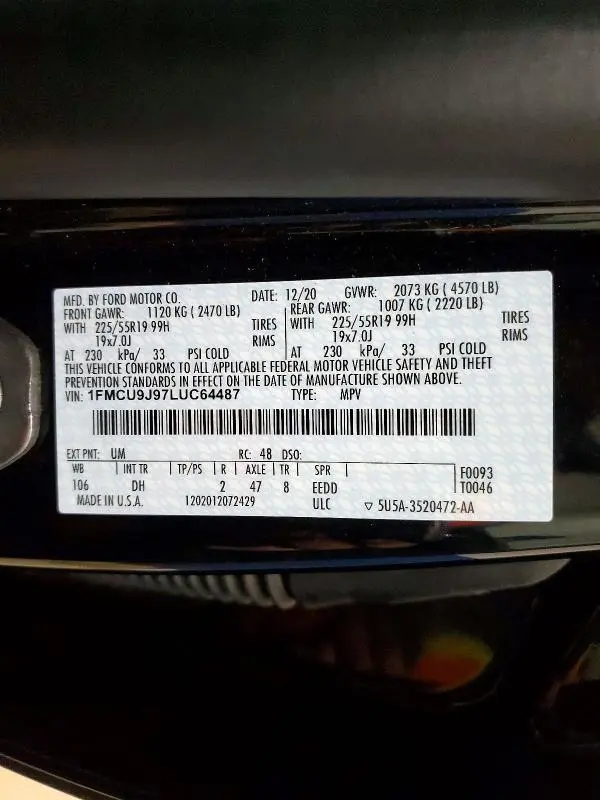 MFD. BY FORD MOTOR CO. DATE: 12/20 GVWR: 2073 KG ( 4570 LB)
FRONT GAWR: 1120 KG ( 2470 LB) REAR GAWR: 1007 KG ( 2220 LB)
WITH 225/55R19 99H TIRES WITH 225/55R19 99H TIRES
19x7.0J RIMS 19x7.0J RIMS
AT 230 kPa/ 33 PSI COLD AT 230 kPa/ 33 PSI COLD
THIS VEHICLE CONFORMS TO ALL APPLICABLE FEDERAL MOTOR VEHICLE SAFETY AND THEFT
PREVENTION STANDARDS IN EFFECT ON THE DATE OF MANUFACTURE SHOWN ABOVE.
VIN: 1FMCU9J97LUC64487 TYPE: MPV
EXT PNT: UM RC: 48 DSO:
WB INT TR TP/PS R AXLE TR SPR F0093
106 DH 2 47 8 EEDD T0046
MADE IN U.S.A. 1202012072429 ULC ▽ 5U5A-3520472-AA